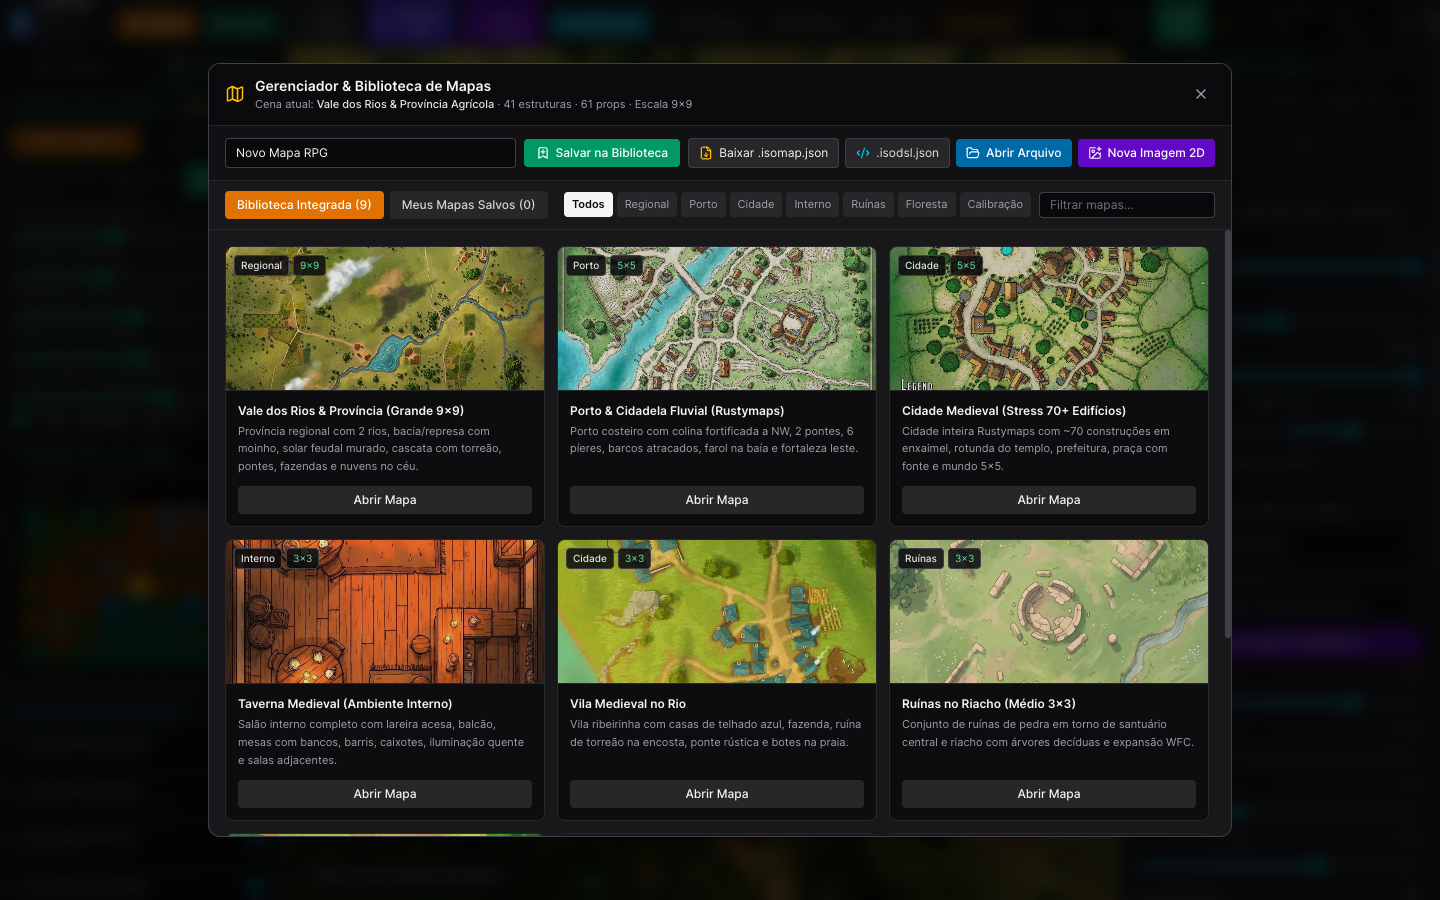 Gerenciador & Biblioteca de Mapas
Cena atual: Vale dos Rios & Província Agrícola · 41 estruturas · 61 props · Escala 9×9
Novo Mapa RPG
Salvar na Biblioteca
Baixar .isomap.json
.isodsl.json
Abrir Arquivo
Nova Imagem 2D
Biblioteca Integrada (9)
Meus Mapas Salvos (0)
Todos
Regional
Porto
Cidade
Interno
Ruínas
Floresta
Calibração
Filtrar mapas...
Regional
9×9
Vale dos Rios & Província (Grande 9×9)
Província regional com 2 rios, bacia/represa com
moinho, solar feudal murado, cascata com torreão,
pontes, fazendas e nuvens no céu.
Abrir Mapa
Porto
5×5
Porto & Cidadela Fluvial (Rustymaps)
Porto costeiro com colina fortificada a NW, 2 pontes, 6
píeres, barcos atracados, farol na baía e fortaleza leste.
Abrir Mapa
Cidade
5×5
Legend
Cidade Medieval (Stress 70+ Edifícios)
Cidade inteira Rustymaps com ~70 construções em
enxaimel, rotunda do templo, prefeitura, praça com
fonte e mundo 5×5.
Abrir Mapa
Interno
3×3
Taverna Medieval (Ambiente Interno)
Salão interno completo com lareira acesa, balcão,
mesas com bancos, barris, caixotes, iluminação quente
e salas adjacentes.
Abrir Mapa
Cidade
3×3
Vila Medieval no Rio
Vila ribeirinha com casas de telhado azul, fazenda, ruína
de torreão na encosta, ponte rústica e botes na praia.
Abrir Mapa
Ruínas
3×3
Ruínas no Riacho (Médio 3×3)
Conjunto de ruínas de pedra em torno de santuário
central e riacho com árvores decíduas e expansão WFC.
Abrir Mapa